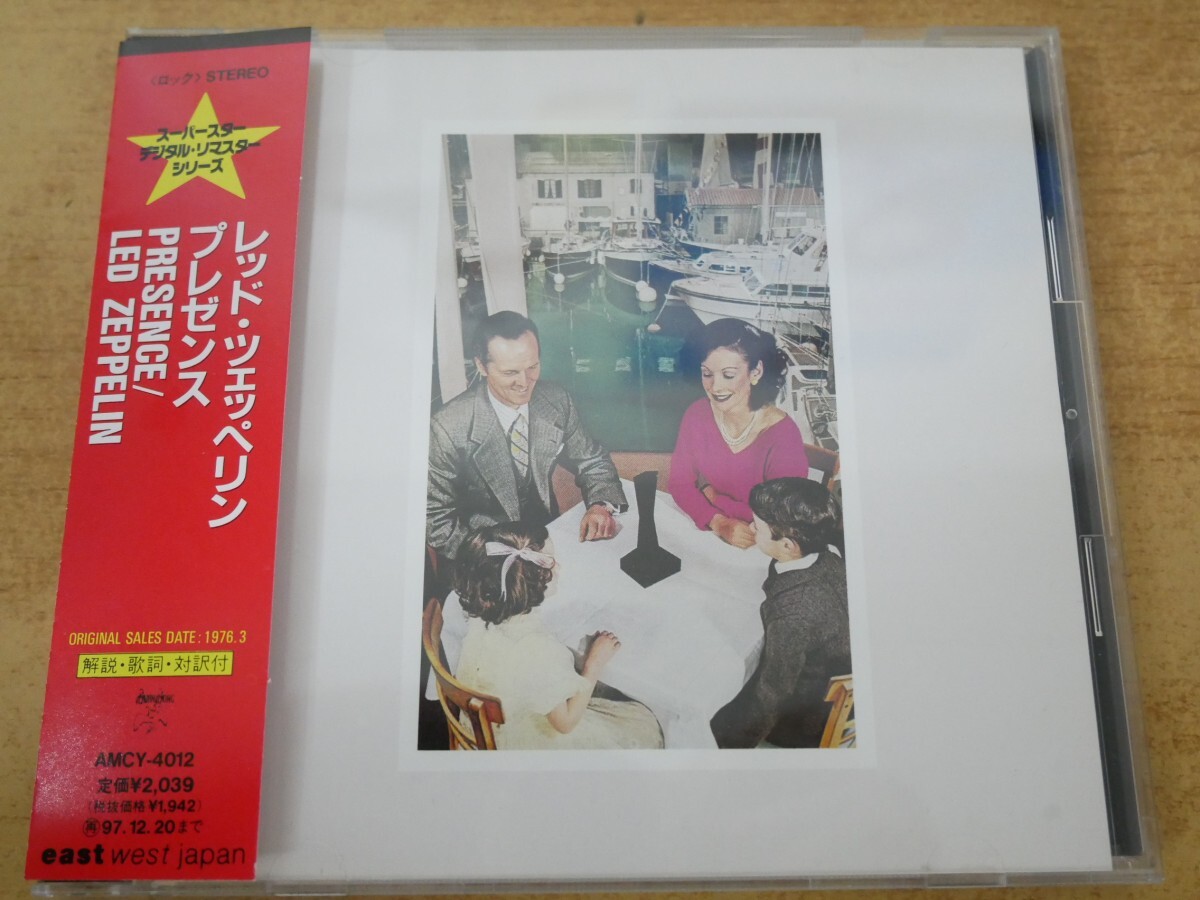 〈ロック〉 STEREO
スーパースター
デジタル・リマスター
シリーズ
レッド・ツェッペリン
プレゼンス
PRESENCE/
LED ZEPPELIN
ORIGINAL SALES DATE: 1976.3
解説・歌詞・対訳付
AMCY-4012
定価¥2,039
(税抜価格¥1,942)
再97.12.20まで
east west japan